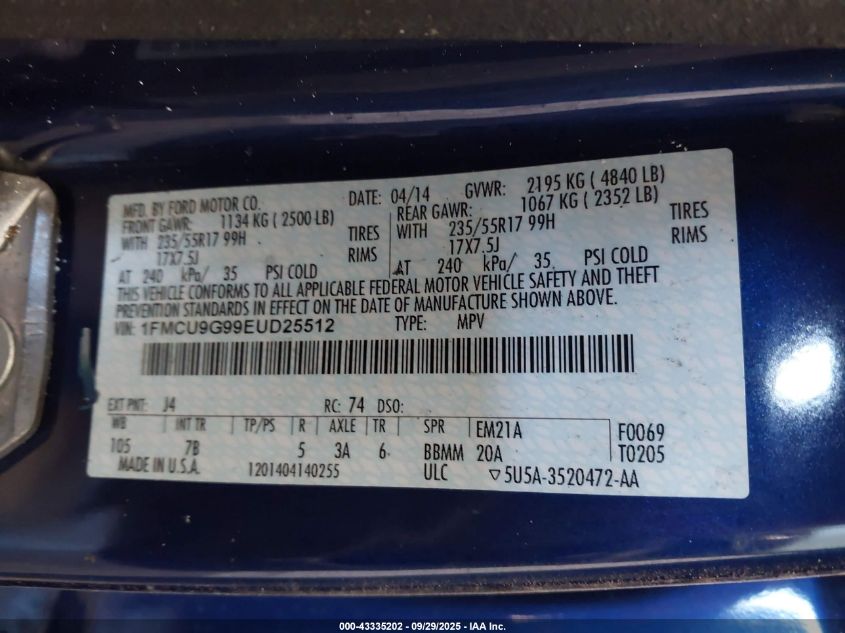 MFD. BY FORD MOTOR CO. DATE: 04/14 GVWR: 2195 KG ( 4840 LB)
FRONT GAWR: 1134 KG ( 2500 LB) REAR GAWR: 1067 KG ( 2352 LB)
WITH 235/55R17 99H TIRES WITH 235/55R17 99H TIRES
17X7.5J RIMS 17X7.5J RIMS
AT 240 kPa/ 35 PSI COLD AT 240 kPa/ 35 PSI COLD
THIS VEHICLE CONFORMS TO ALL APPLICABLE FEDERAL MOTOR VEHICLE SAFETY AND THEFT
PREVENTION STANDARDS IN EFFECT ON THE DATE OF MANUFACTURE SHOWN ABOVE.
VIN: 1FMCU9G99EUD25512 TYPE: MPV
EXT PNT: J4 RC: 74 DSO:
WB INT TR TP/PS R AXLE TR SPR EM21A F0069
105 7B 5 3A 6 BBMM 20A T0205
MADE IN U.S.A. 1201404140255 ULC ▽5U5A-3520472-AA
000-43335202 - 09/29/2025 - IAA Inc.